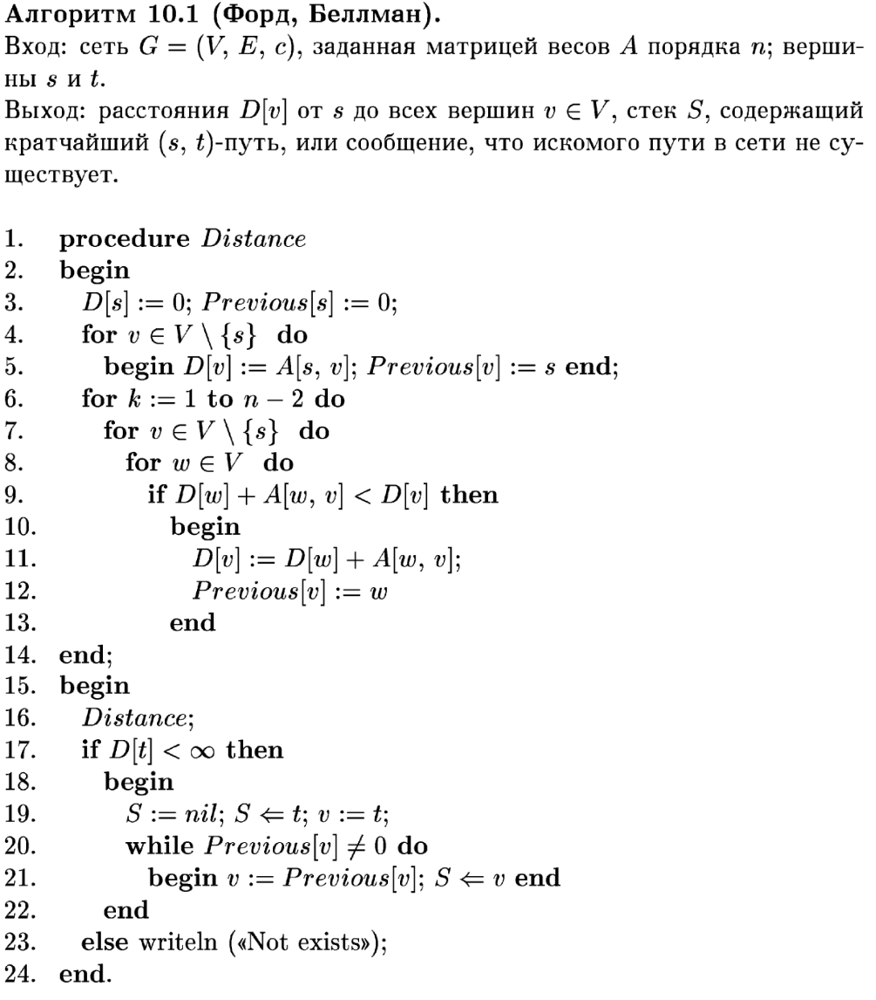 Алгоритм 10.1 (Форд, Беллман).
Вход: сеть G = (V, E, c), заданная матрицей весов A порядка n; верши-
ны s и t.
Выход: расстояния D[v] от s до всех вершин v ∈ V, стек S, содержащий
кратчайший (s, t)-путь, или сообщение, что искомого пути в сети не су-
ществует.
1. procedure Distance
2. begin
3. D[s] := 0; Previous[s] := 0;
4. for v ∈ V \ {s} do
5. begin D[v] := A[s, v]; Previous[v] := s end;
6. for k := 1 to n − 2 do
7. for v ∈ V \ {s} do
8. for w ∈ V do
9. if D[w] + A[w, v] < D[v] then
10. begin
11. D[v] := D[w] + A[w, v];
12. Previous[v] := w
13. end
14. end;
15. begin
16. Distance;
17. if D[t] < ∞ then
18. begin
19. S := nil; S ⇐ t; v := t;
20. while Previous[v] ≠ 0 do
21. begin v := Previous[v]; S ⇐ v end
22. end
23. else writeln («Not exists»);
24. end.